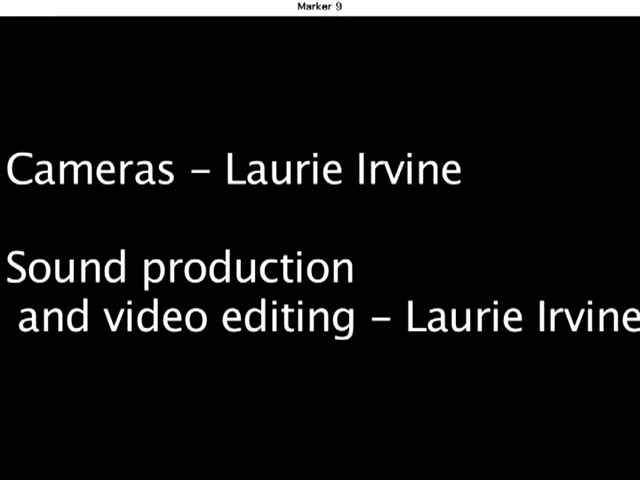 Marker 9
Cameras – Laurie Irvine
Sound production
and video editing – Laurie Irvine